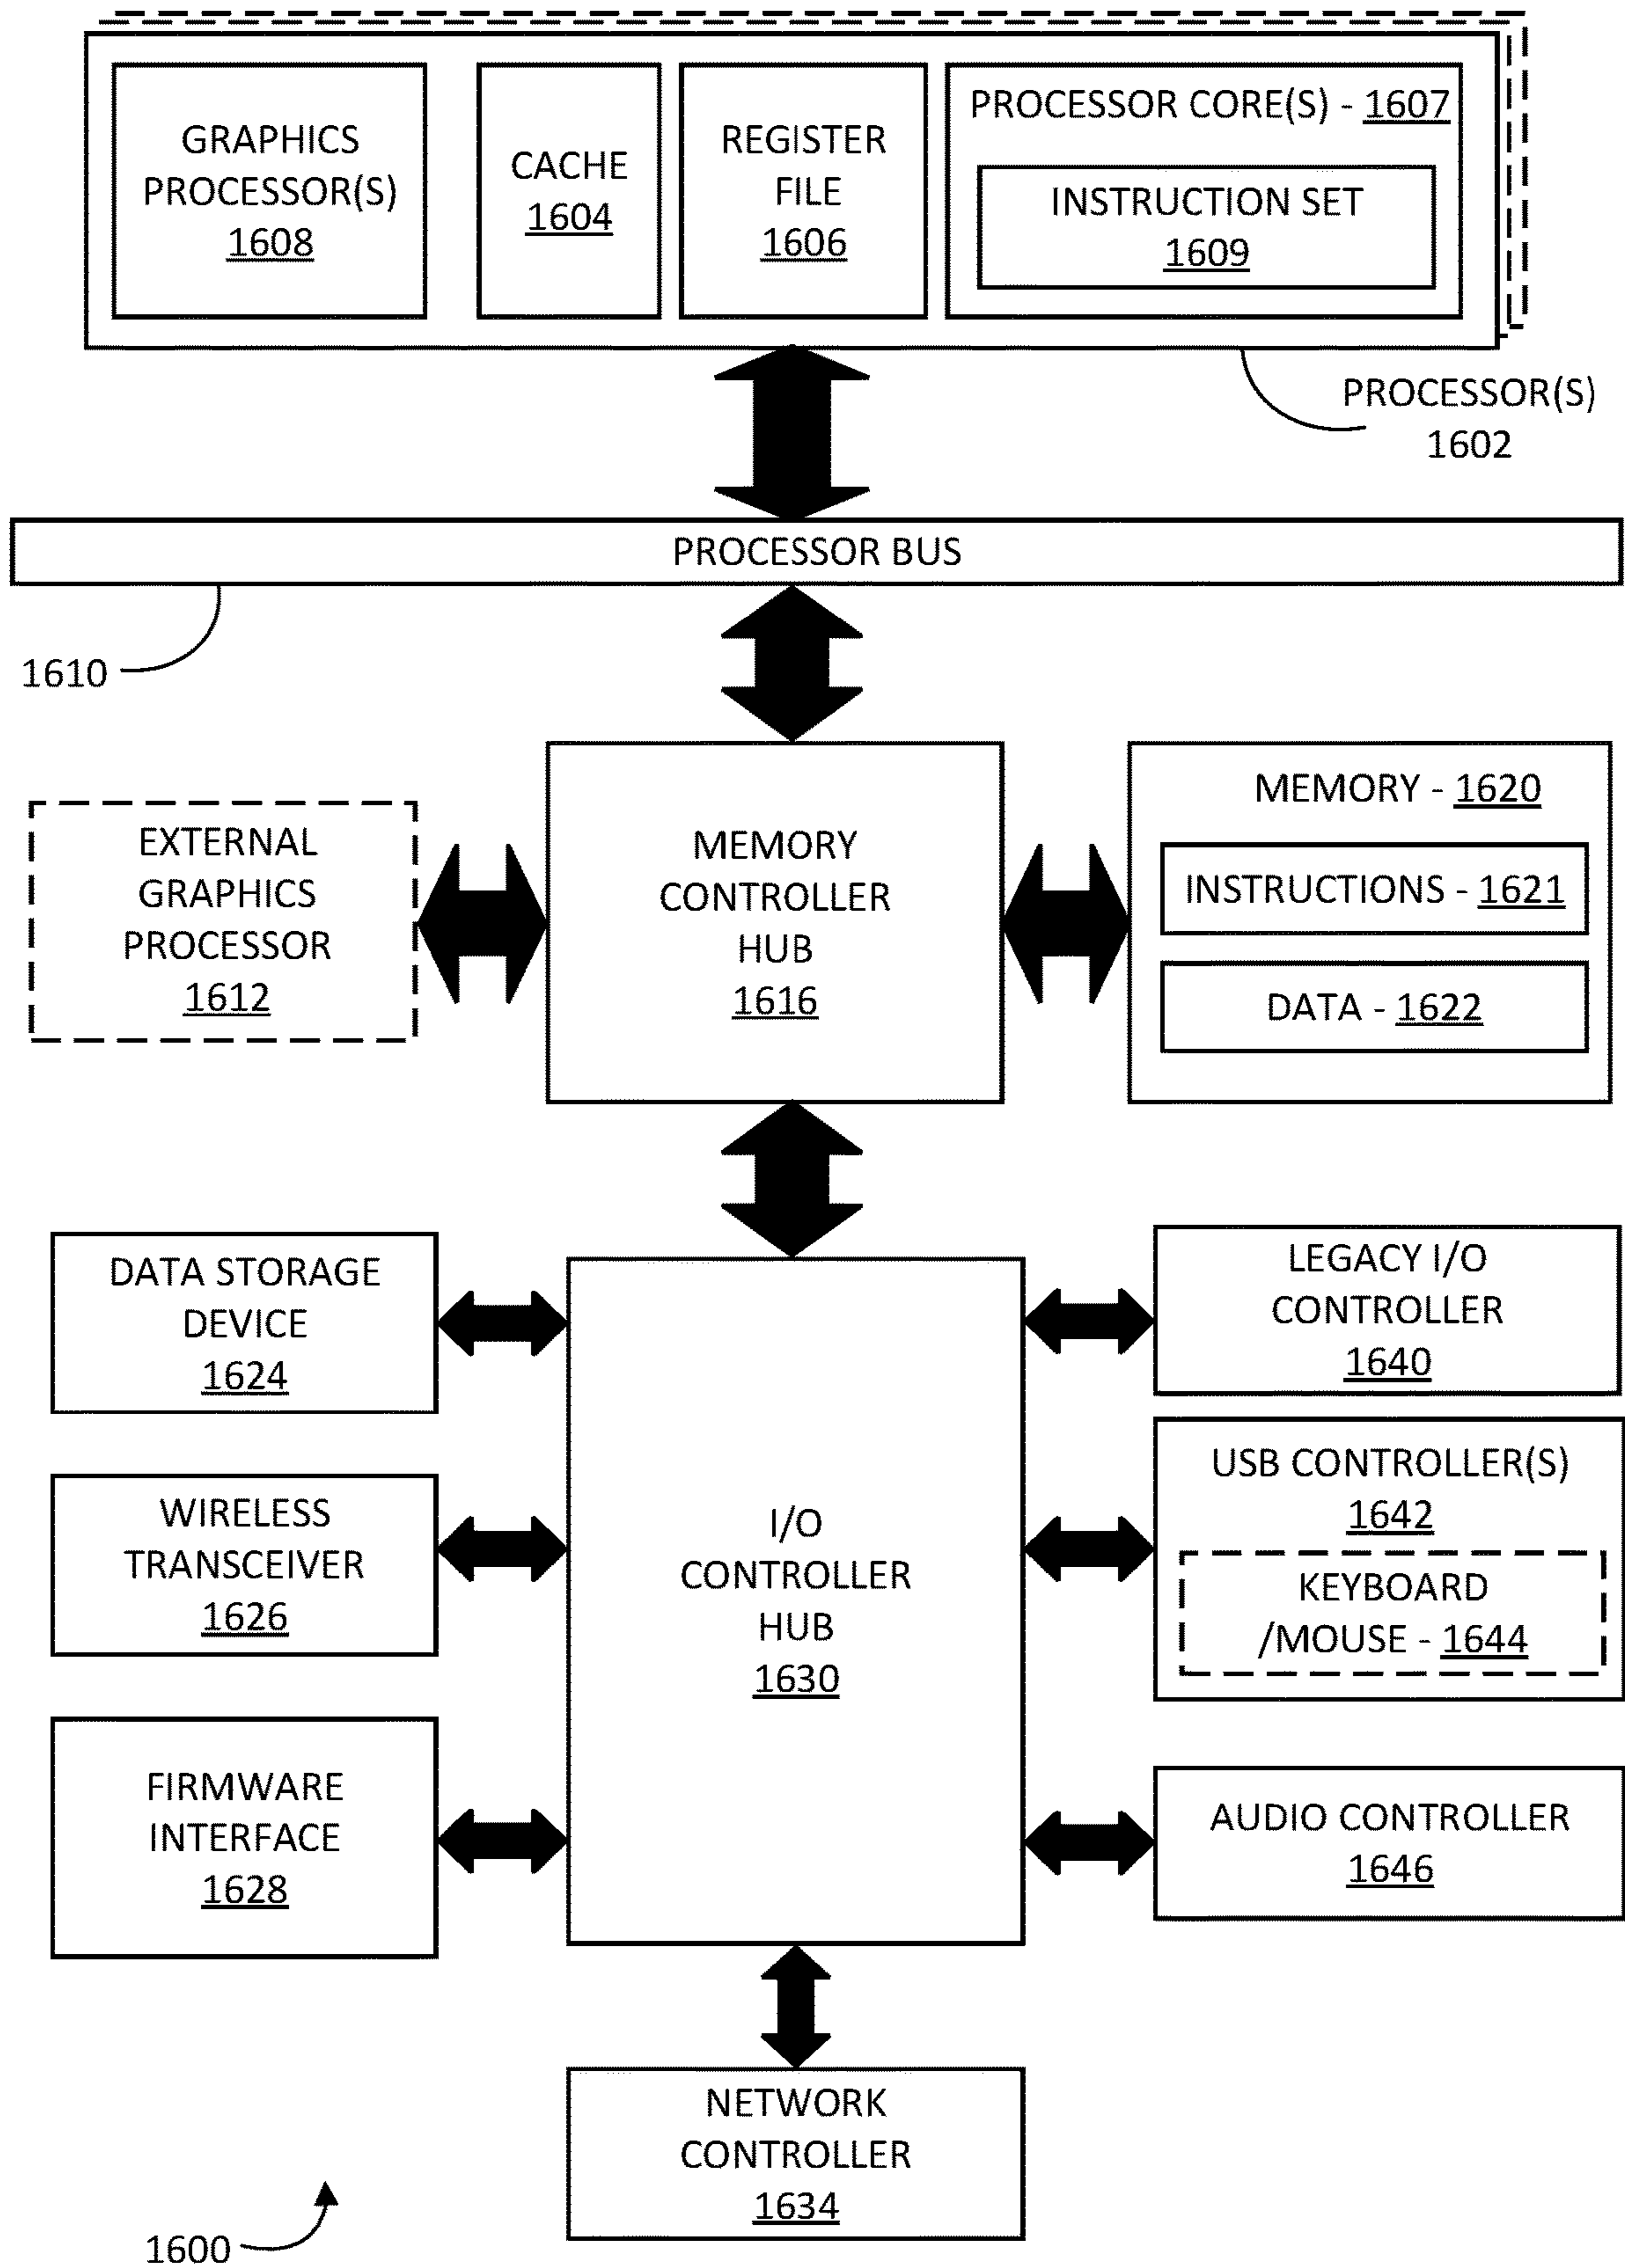 GRAPHICS
PROCESSOR(S)
1608
CACHE
1604
REGISTER
FILE
1606
PROCESSOR CORE(S) - 1607
INSTRUCTION SET
1609
PROCESSOR(S)
1602
PROCESSOR BUS
1610
EXTERNAL
GRAPHICS
PROCESSOR
1612
MEMORY
CONTROLLER
HUB
1616
MEMORY - 1620
INSTRUCTIONS - 1621
DATA - 1622
DATA STORAGE
DEVICE
1624
WIRELESS
TRANSCEIVER
1626
FIRMWARE
INTERFACE
1628
I/O
CONTROLLER
HUB
1630
LEGACY I/O
CONTROLLER
1640
USB CONTROLLER(S)
1642
KEYBOARD
/MOUSE - 1644
AUDIO CONTROLLER
1646
NETWORK
CONTROLLER
1634
1600